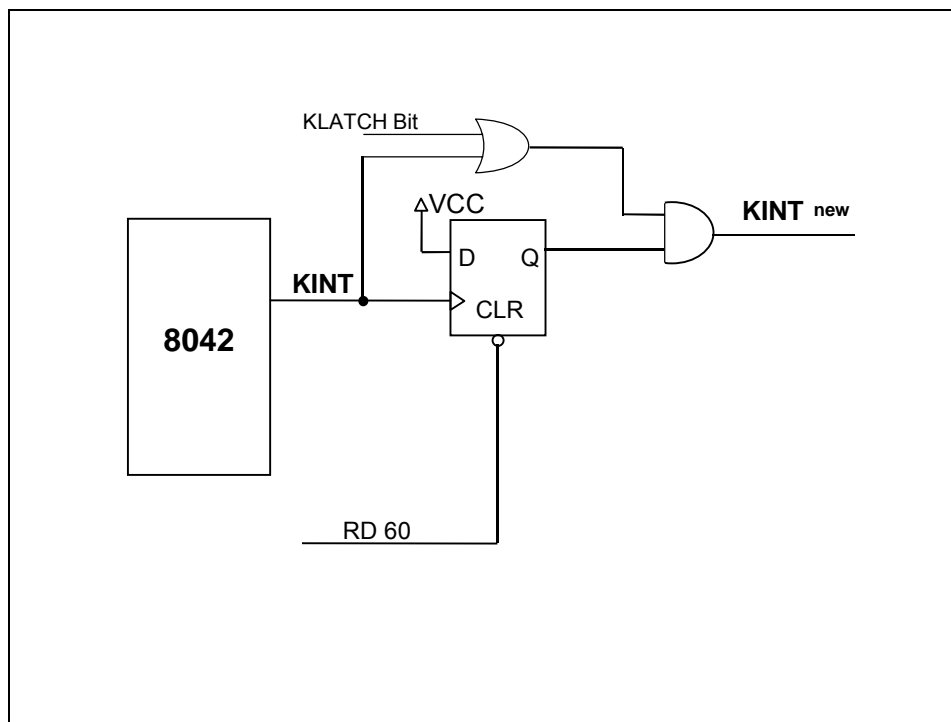 KLATCH Bit
VCC
KINT new
D Q
KINT
CLR
8042
RD 60